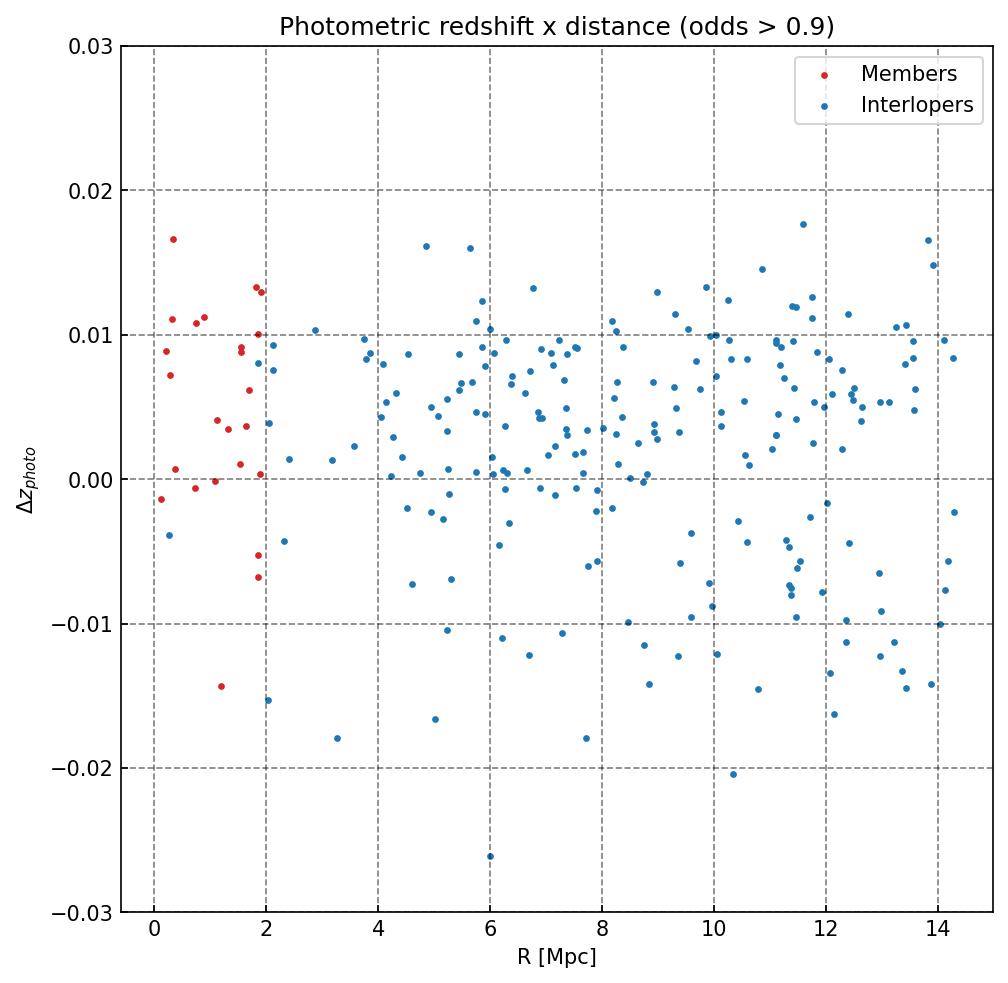 Photometric redshift x distance (odds > 0.9)
Members
Interlopers
0.03
0.02
0.01
0.00
−0.01
−0.02
−0.03
Δz_photo
0 2 4 6 8 10 12 14
R [Mpc]